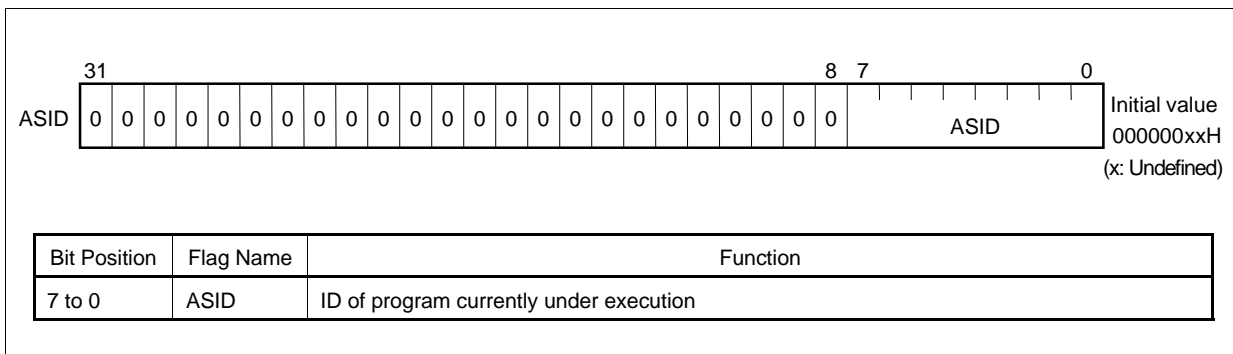 31 8 7 0
ASID 0 0 0 0 0 0 0 0 0 0 0 0 0 0 0 0 0 0 0 0 0 0 0 0 ASID Initial value
000000xxH
(x: Undefined)
Bit Position Flag Name Function
7 to 0 ASID ID of program currently under execution